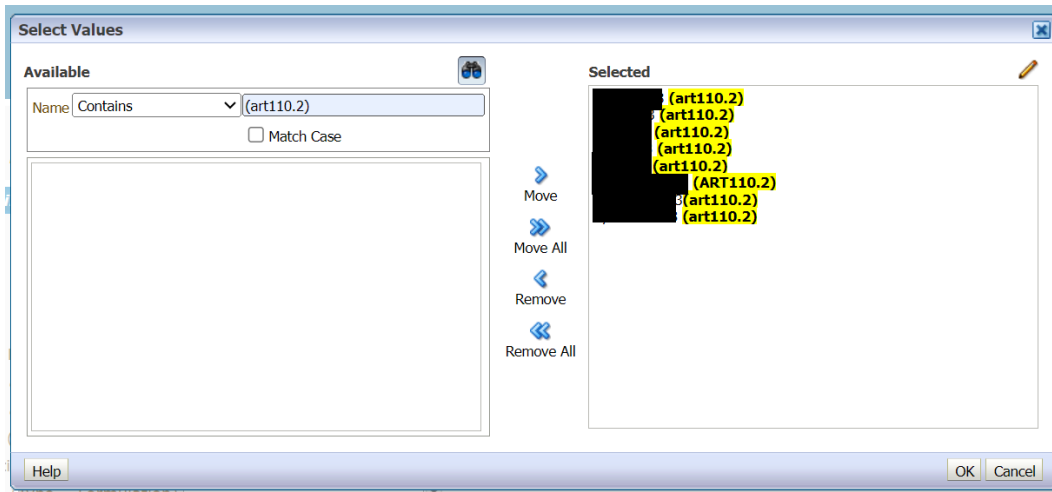 Select Values
Available
Selected
Name Contains (art110.2)
Match Case
(art110.2)
(art110.2)
(art110.2)
(art110.2)
(art110.2)
(ART110.2)
3(art110.2)
(art110.2)
Move
Move All
Remove
Remove All
Help
OK Cancel